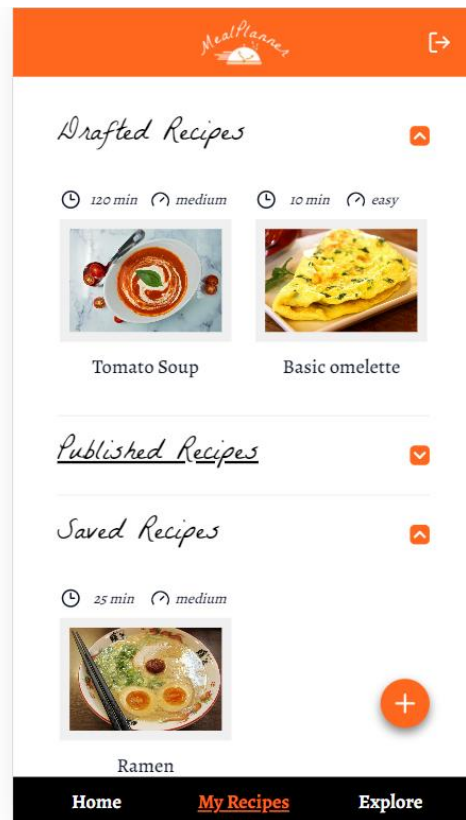 MealPlanner
Drafted Recipes
120 min medium
10 min easy
Tomato Soup
Basic omelette
Published Recipes
Saved Recipes
25 min medium
Ramen
Home My Recipes Explore